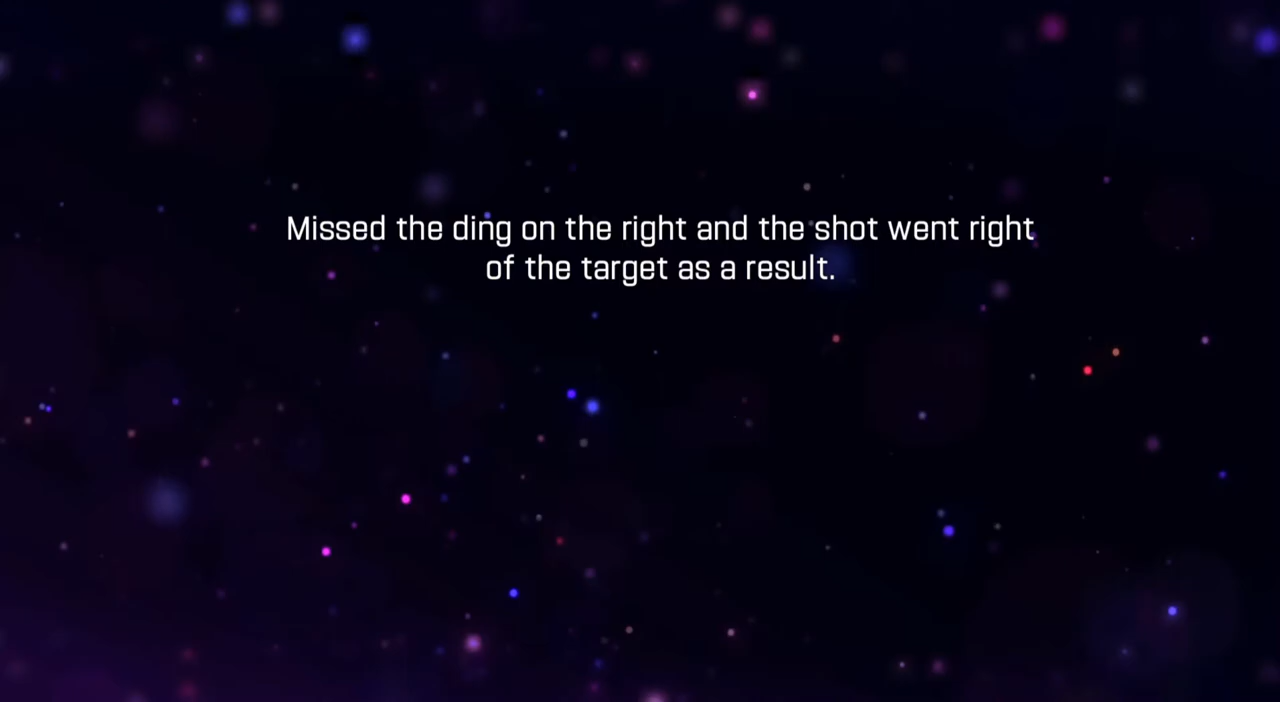 Missed the ding on the right and the shot went right
of the target as a result.